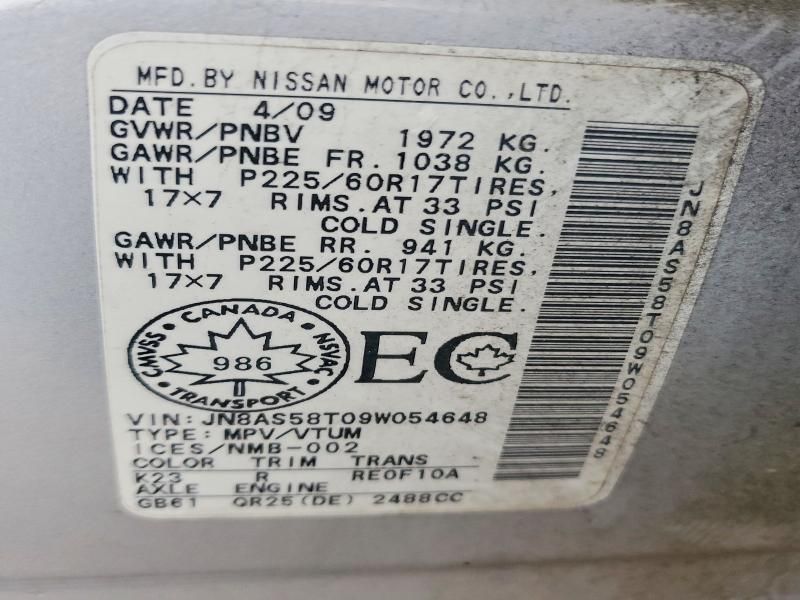 MFD. BY NISSAN MOTOR CO., LTD.
DATE 4/09
GVWR/PNBV 1972 KG.
GAWR/PNBE FR. 1038 KG.
WITH P225/60R17TIRES,
17×7 RIMS. AT 33 PSI
COLD SINGLE.
GAWR/PNBE RR. 941 KG.
WITH P225/60R17TIRES,
17×7 RIMS. AT 33 PSI
COLD SINGLE.
CANADA
CMVSS 986 NSVAC
TRANSPORT
EC
VIN: JN8AS58T09W054648
TYPE: MPV/VTUM
ICES/NMB-002
COLOR TRIM TRANS
K23 R RE0F10A
AXLE ENGINE
GB61 QR25(DE) 2488CC
JN8AS58T09W054648